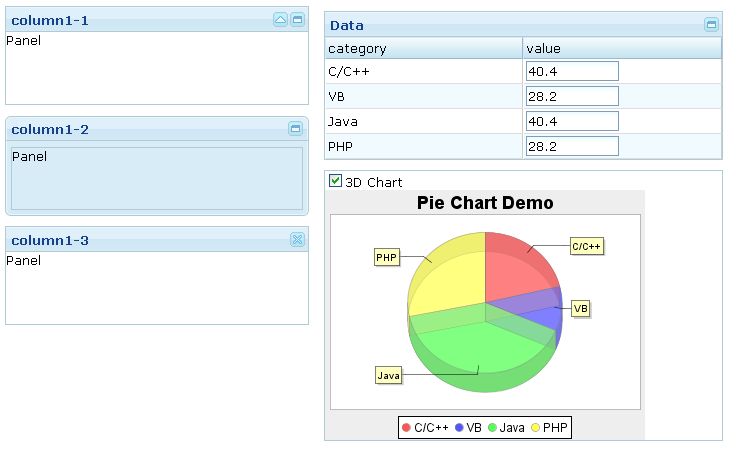 column1-1
Panel
column1-2
Panel
column1-3
Panel
Data
category value
C/C++ 40.4
VB 28.2
Java 40.4
PHP 28.2
3D Chart
Pie Chart Demo
C/C++
PHP
VB
Java
C/C++ VB Java PHP